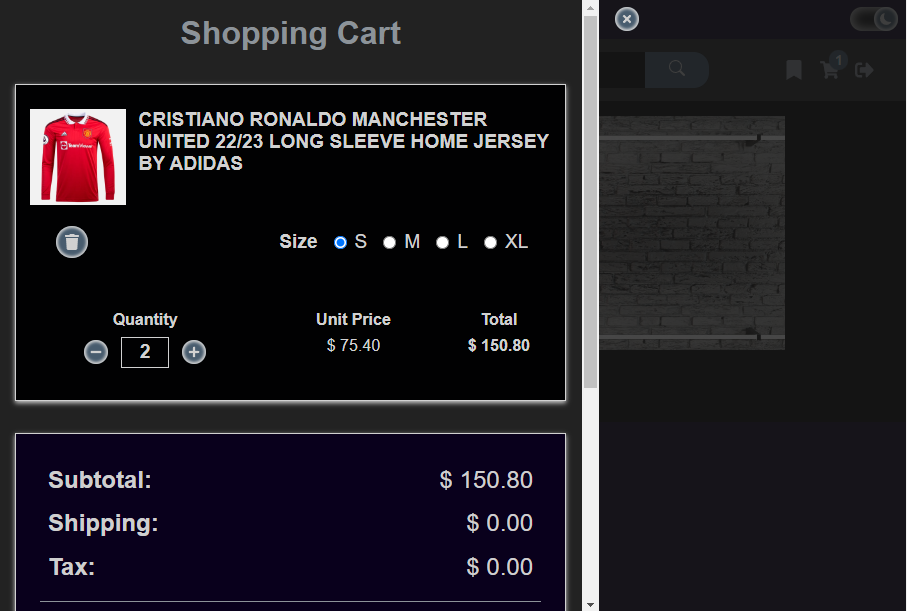 Shopping Cart
1
CRISTIANO RONALDO MANCHESTER
UNITED 22/23 LONG SLEEVE HOME JERSEY
BY ADIDAS
Size S M L XL
Quantity Unit Price Total
2 $ 75.40 $ 150.80
Subtotal: $ 150.80
Shipping: $ 0.00
Tax: $ 0.00